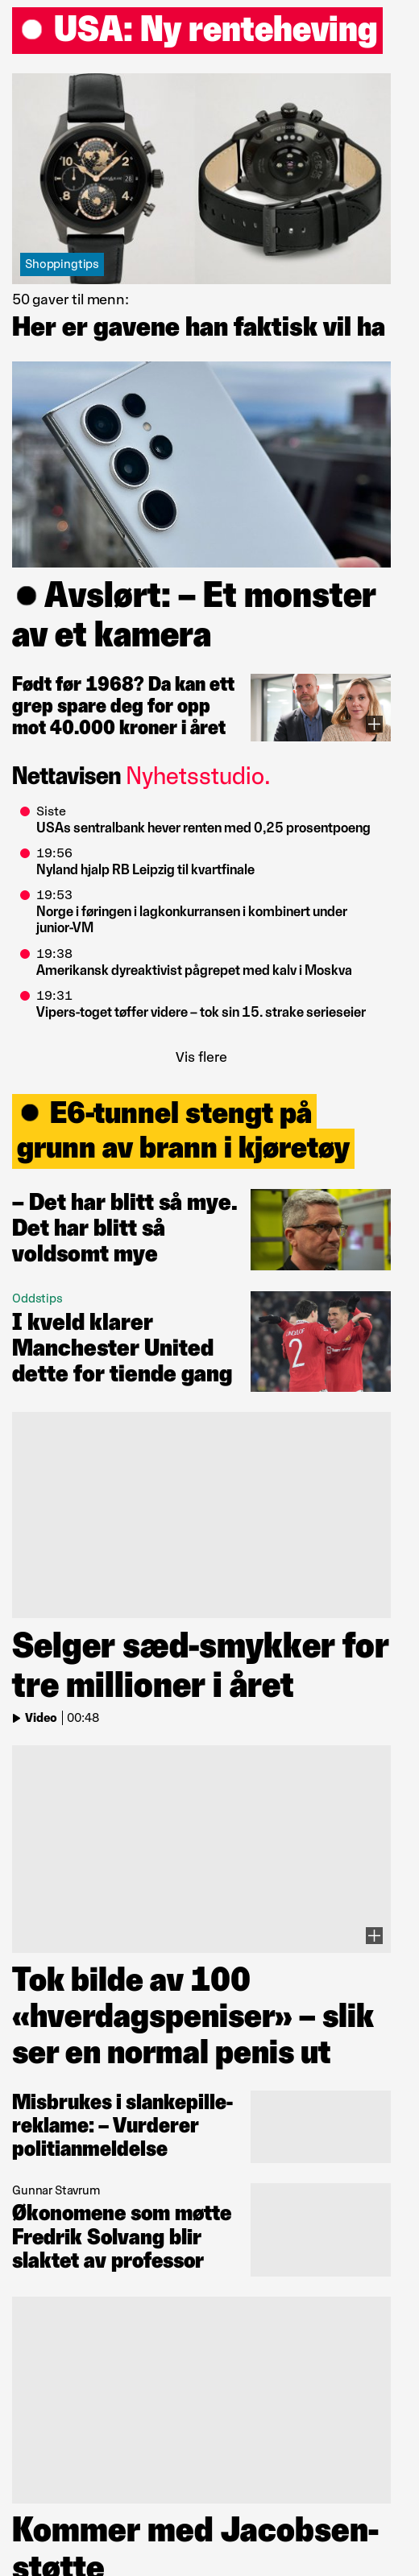 USA: Ny renteheving
Shoppingtips
50 gaver til menn:
Her er gavene han faktisk vil ha
Avslørt: – Et monster
av et kamera
Født før 1968? Da kan ett
grep spare deg for opp
mot 40.000 kroner i året
Nettavisen Nyhetsstudio.
Siste
USAs sentralbank hever renten med 0,25 prosentpoeng
19:56
Nyland hjalp RB Leipzig til kvartfinale
19:53
Norge i føringen i lagkonkurransen i kombinert under
junior-VM
19:38
Amerikansk dyreaktivist pågrepet med kalv i Moskva
19:31
Vipers-toget tøffer videre – tok sin 15. strake serieseier
Vis flere
E6-tunnel stengt på
grunn av brann i kjøretøy
– Det har blitt så mye.
Det har blitt så
voldsomt mye
Oddstips
I kveld klarer
Manchester United
dette for tiende gang
Selger sæd-smykker for
tre millioner i året
Video | 00:48
Tok bilde av 100
«hverdagspeniser» – slik
ser en normal penis ut
Misbrukes i slankepille-
reklame: – Vurderer
politianmeldelse
Gunnar Stavrum
Økonomene som møtte
Fredrik Solvang blir
slaktet av professor
Kommer med Jacobsen-
støtte